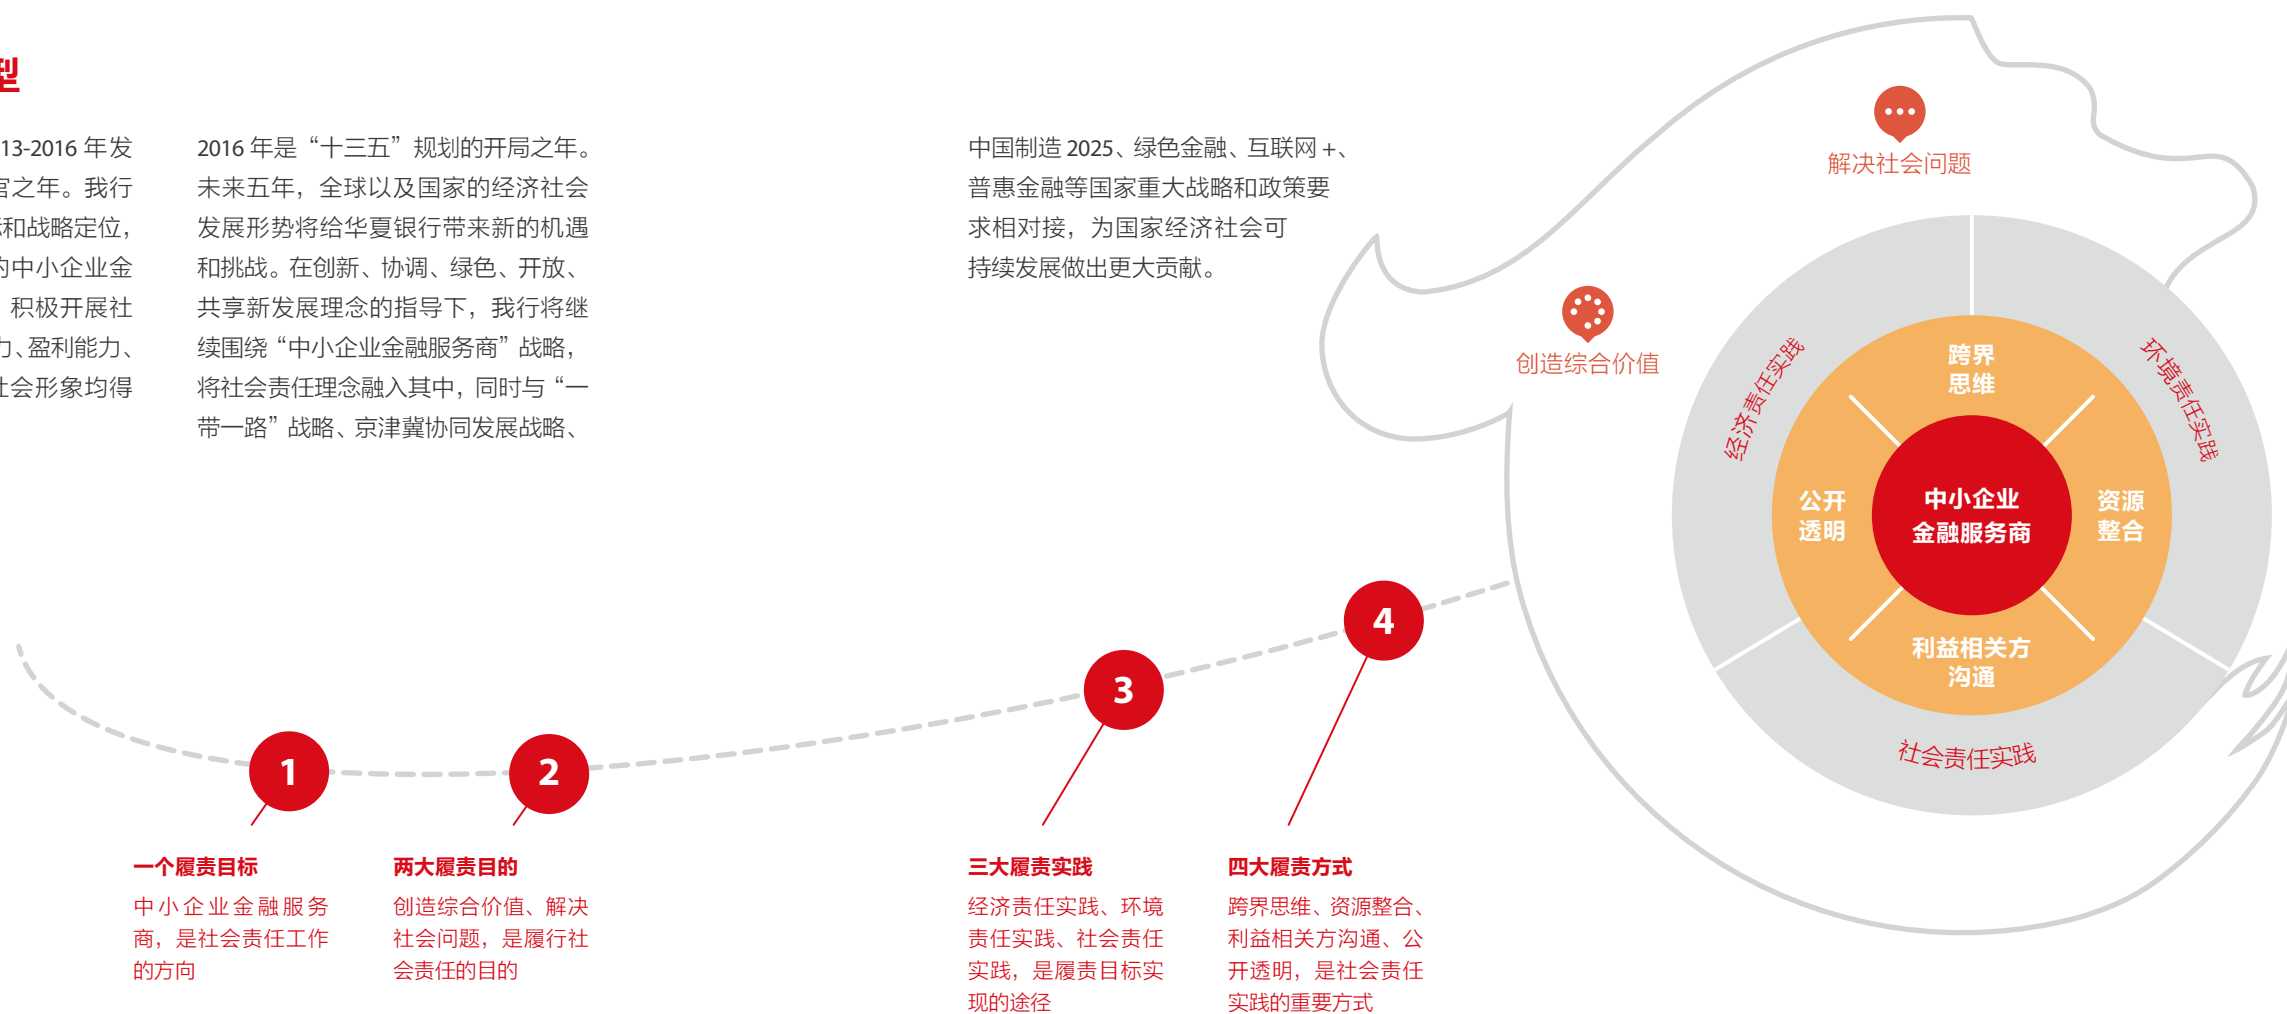 型
13-2016 年发
官之年。我行
和战略定位，
的中小企业金
积极开展社
力、盈利能力、
社会形象均得
2016 年是“十三五”规划的开局之年。
未来五年，全球以及国家的经济社会
发展形势将给华夏银行带来新的机遇
和挑战。在创新、协调、绿色、开放、
共享新发展理念的指导下，我行将继
续围绕“中小企业金融服务商”战略，
将社会责任理念融入其中，同时与“一
带一路”战略、京津冀协同发展战略、
中国制造 2025、绿色金融、互联网 +、
普惠金融等国家重大战略和政策要
求相对接，为国家经济社会可
持续发展做出更大贡献。
解决社会问题
创造综合价值
经济责任实践
环境责任实践
社会责任实践
跨界
思维
公开
透明
中小企业
金融服务商
资源
整合
利益相关方
沟通
1
2
3
4
一个履责目标
中小企业金融服务
商，是社会责任工作
的方向
两大履责目的
创造综合价值、解决
社会问题，是履行社
会责任的目的
三大履责实践
经济责任实践、环境
责任实践、社会责任
实践，是履责目标实
现的途径
四大履责方式
跨界思维、资源整合、
利益相关方沟通、公
开透明，是社会责任
实践的重要方式